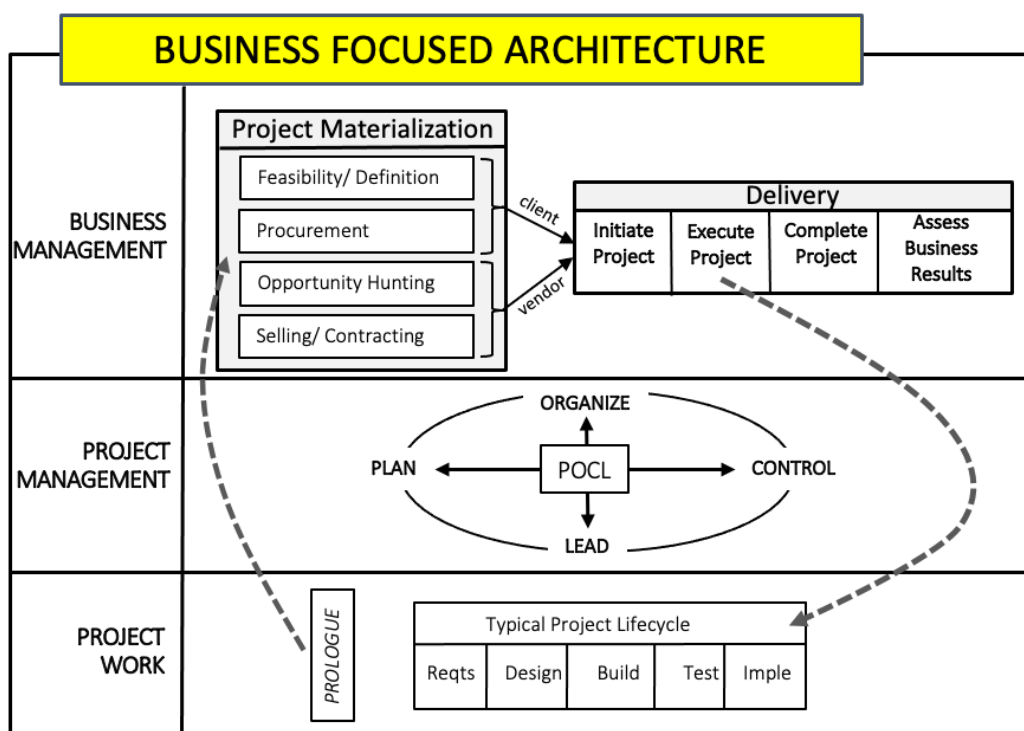 BUSINESS FOCUSED ARCHITECTURE
BUSINESS
MANAGEMENT
Project Materialization
Feasibility/ Definition
Procurement
Opportunity Hunting
Selling/ Contracting
client
vendor
Delivery
Initiate
Project
Execute
Project
Complete
Project
Assess
Business
Results
PROJECT
MANAGEMENT
ORGANIZE
PLAN
POCL
CONTROL
LEAD
PROJECT
WORK
PROLOGUE
Typical Project Lifecycle
Reqts
Design
Build
Test
Imple